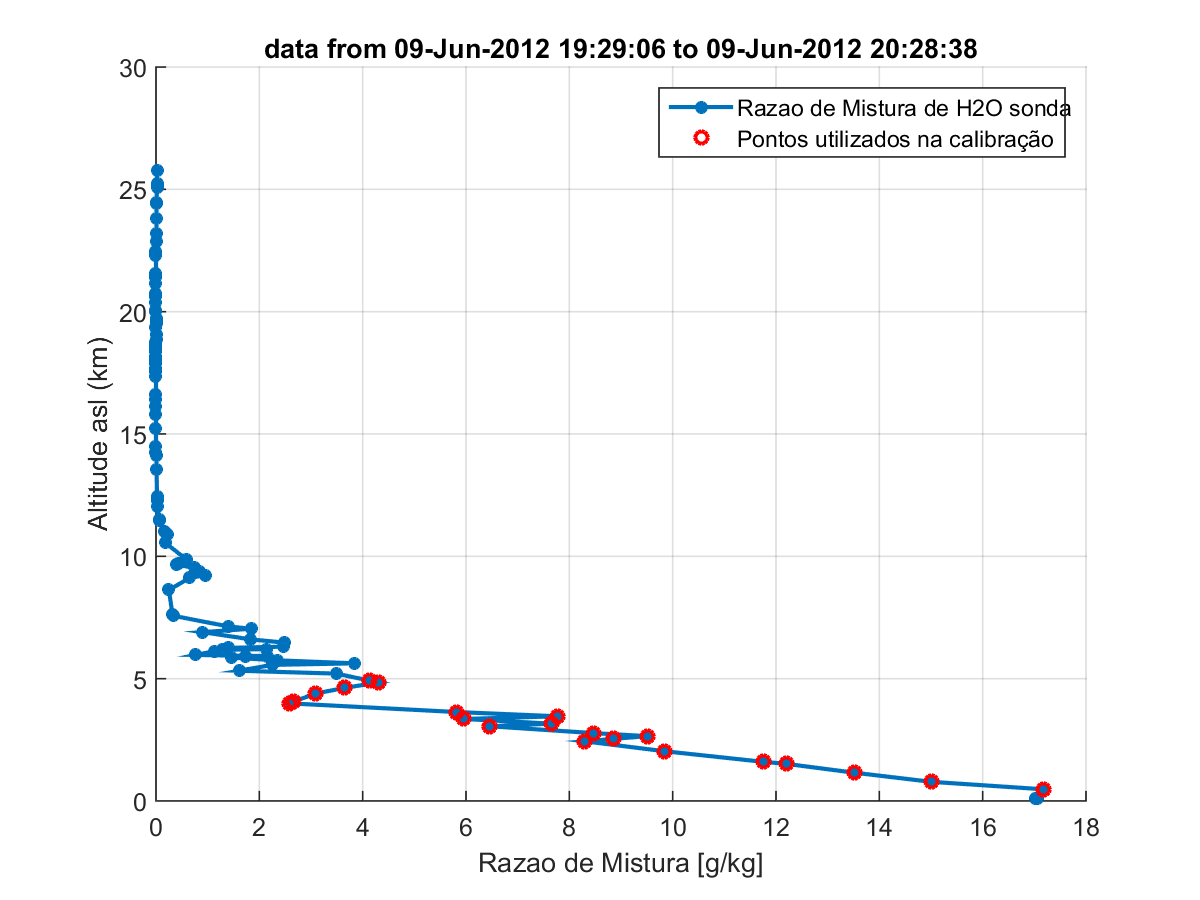 data from 09-Jun-2012 19:29:06 to 09-Jun-2012 20:28:38
Razao de Mistura de H2O sonda
Pontos utilizados na calibração
30
25
20
15
10
5
0
Altitude asl (km)
0 2 4 6 8 10 12 14 16 18
Razao de Mistura [g/kg]